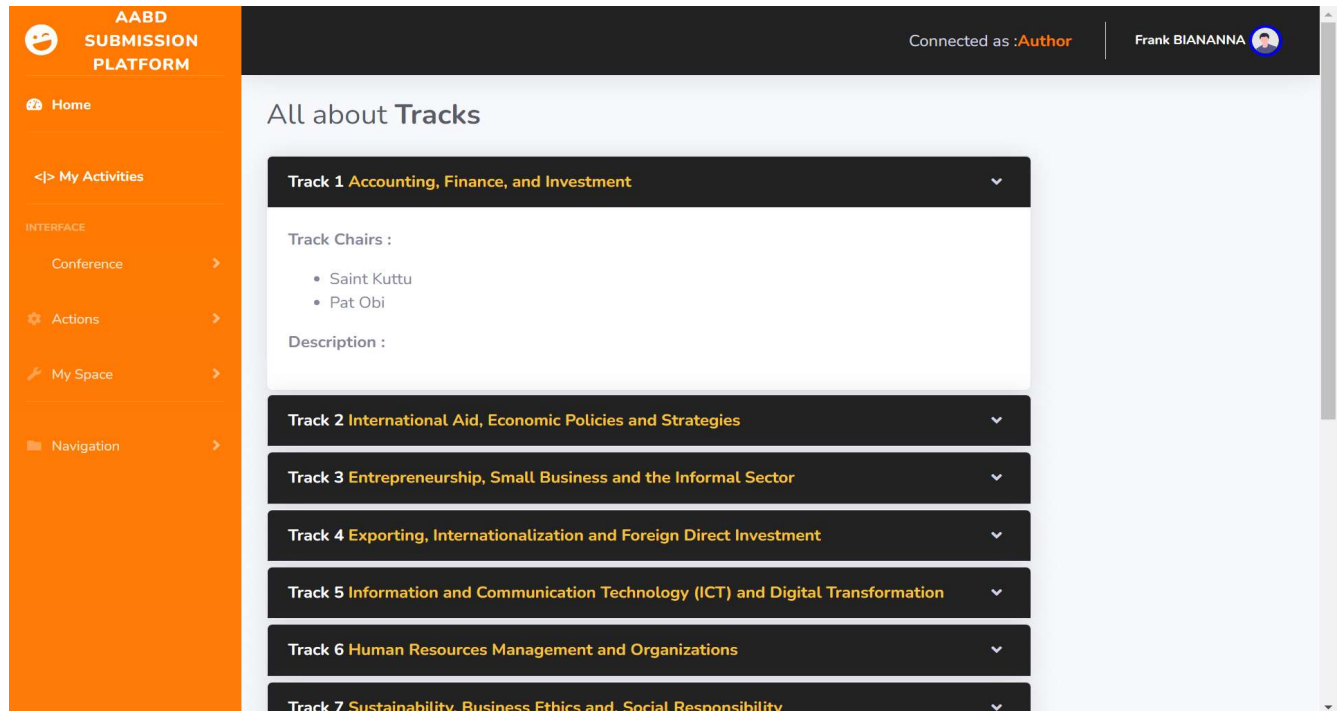 AABD
SUBMISSION
PLATFORM
Connected as :Author
Frank BIANANNA
Home
<|> My Activities
INTERFACE
Conference
Actions
My Space
Navigation
All about Tracks
Track 1 Accounting, Finance, and Investment
Track Chairs :
• Saint Kuttu
• Pat Obi
Description :
Track 2 International Aid, Economic Policies and Strategies
Track 3 Entrepreneurship, Small Business and the Informal Sector
Track 4 Exporting, Internationalization and Foreign Direct Investment
Track 5 Information and Communication Technology (ICT) and Digital Transformation
Track 6 Human Resources Management and Organizations
Track 7 Sustainability, Business Ethics and, Social Responsibility